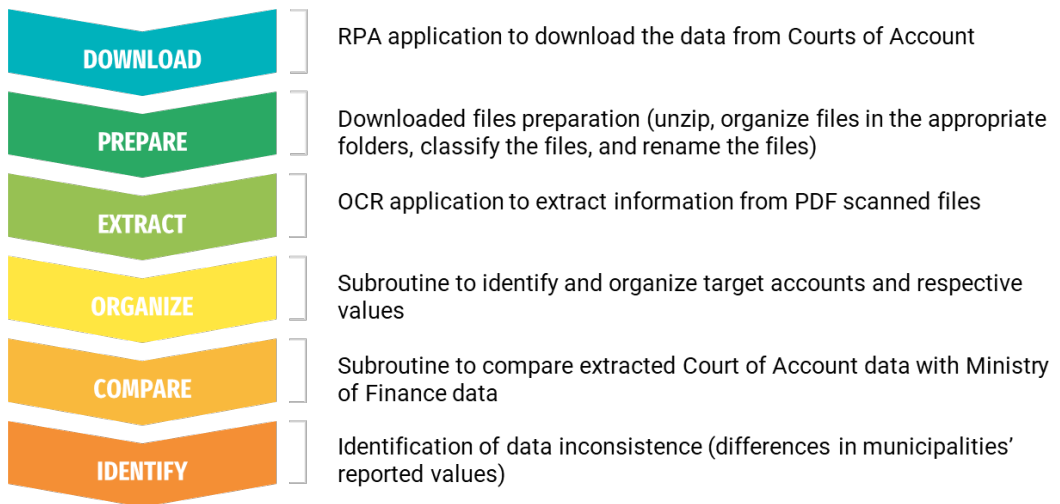 DOWNLOAD
RPA application to download the data from Courts of Account
PREPARE
Downloaded files preparation (unzip, organize files in the appropriate
folders, classify the files, and rename the files)
EXTRACT
OCR application to extract information from PDF scanned files
ORGANIZE
Subroutine to identify and organize target accounts and respective
values
COMPARE
Subroutine to compare extracted Court of Account data with Ministry
of Finance data
IDENTIFY
Identification of data inconsistence (differences in municipalities’
reported values)